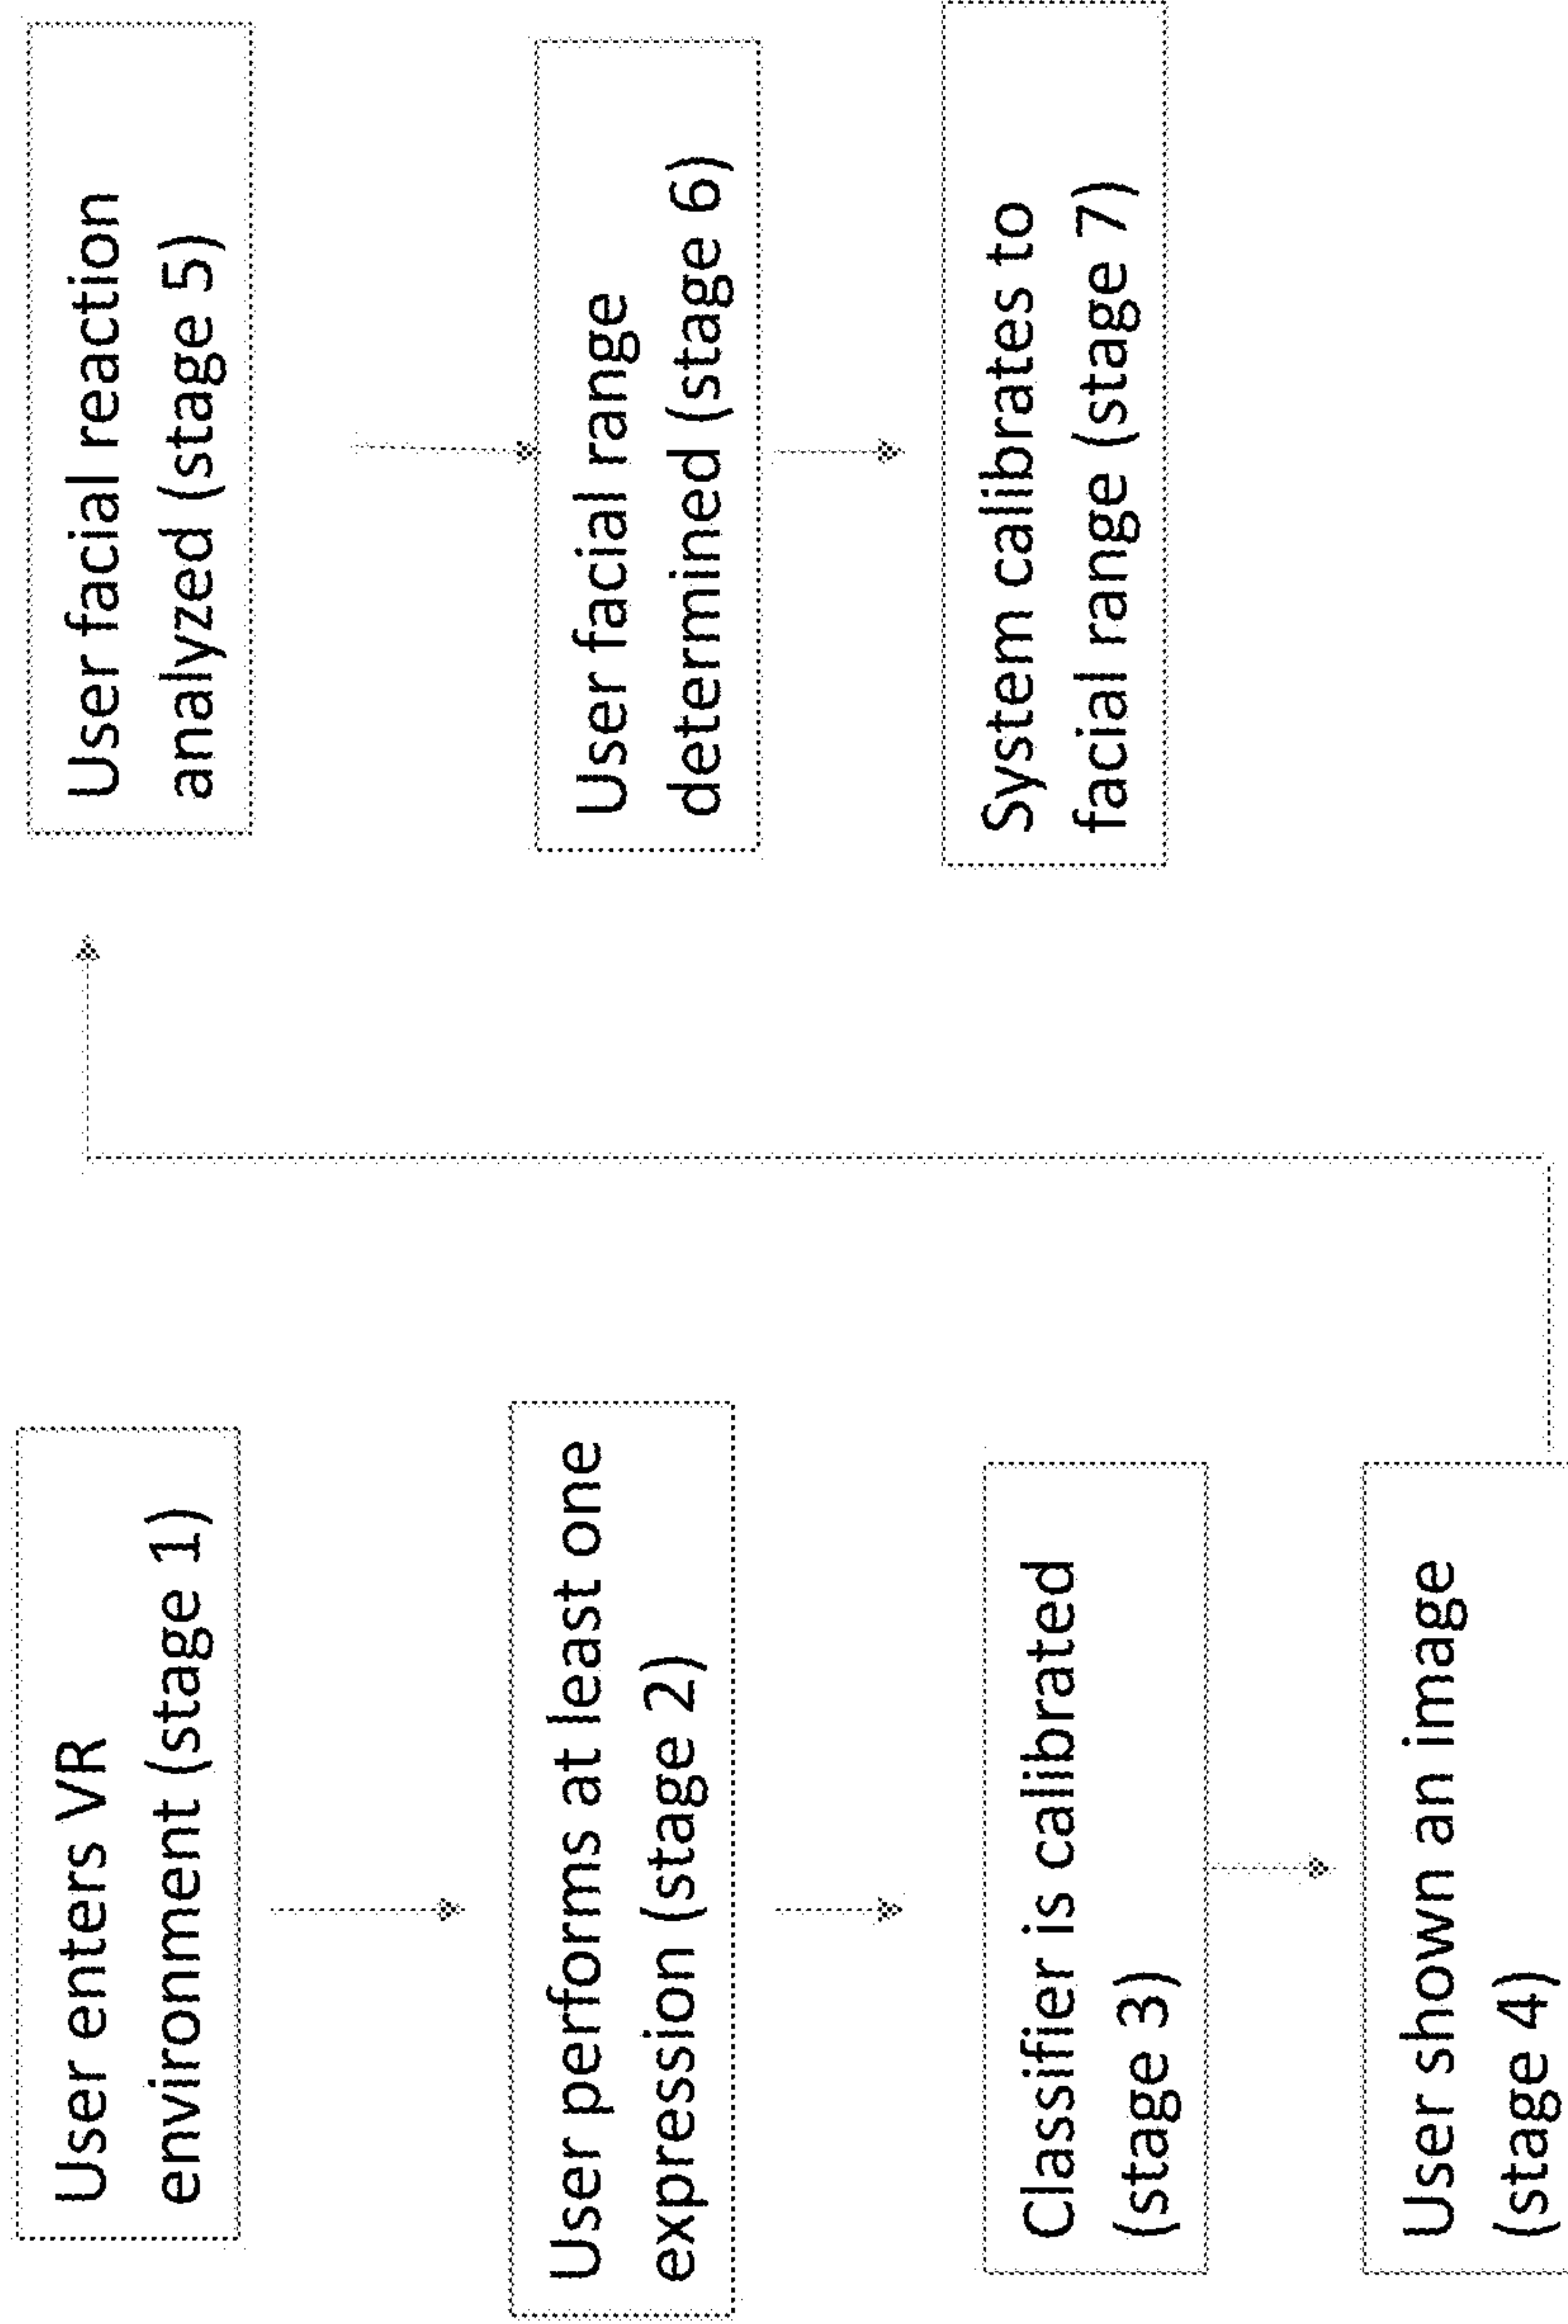 User enters VR
environment (stage 1)
User performs at least one
expression (stage 2)
Classifier is calibrated
(stage 3)
User shown an image
(stage 4)
User facial reaction
analyzed (stage 5)
User facial range
determined (stage 6)
System calibrates to
facial range (stage 7)